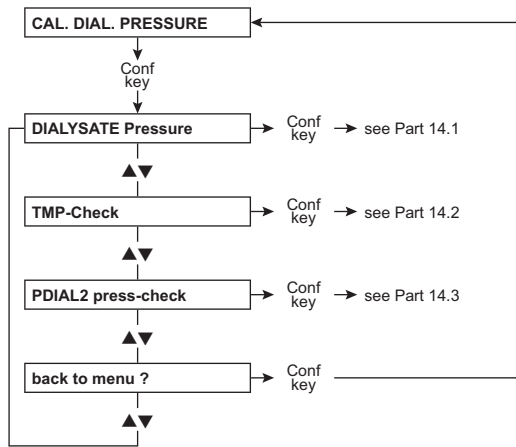 CAL. DIAL. PRESSURE
Conf
key
DIALYSATE Pressure
Conf
key
see Part 14.1
▲▼
TMP-Check
Conf
key
see Part 14.2
▲▼
PDIAL2 press-check
Conf
key
see Part 14.3
▲▼
back to menu ?
Conf
key
▲▼